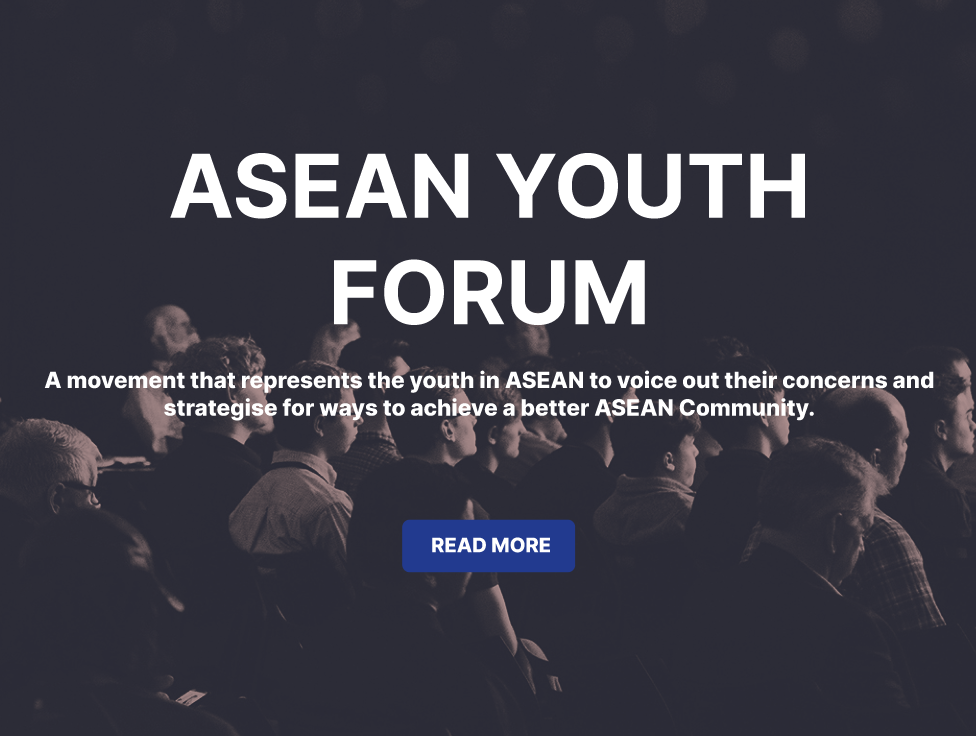 ASEAN YOUTH
FORUM
A movement that represents the youth in ASEAN to voice out their concerns and
strategise for ways to achieve a better ASEAN Community.
READ MORE